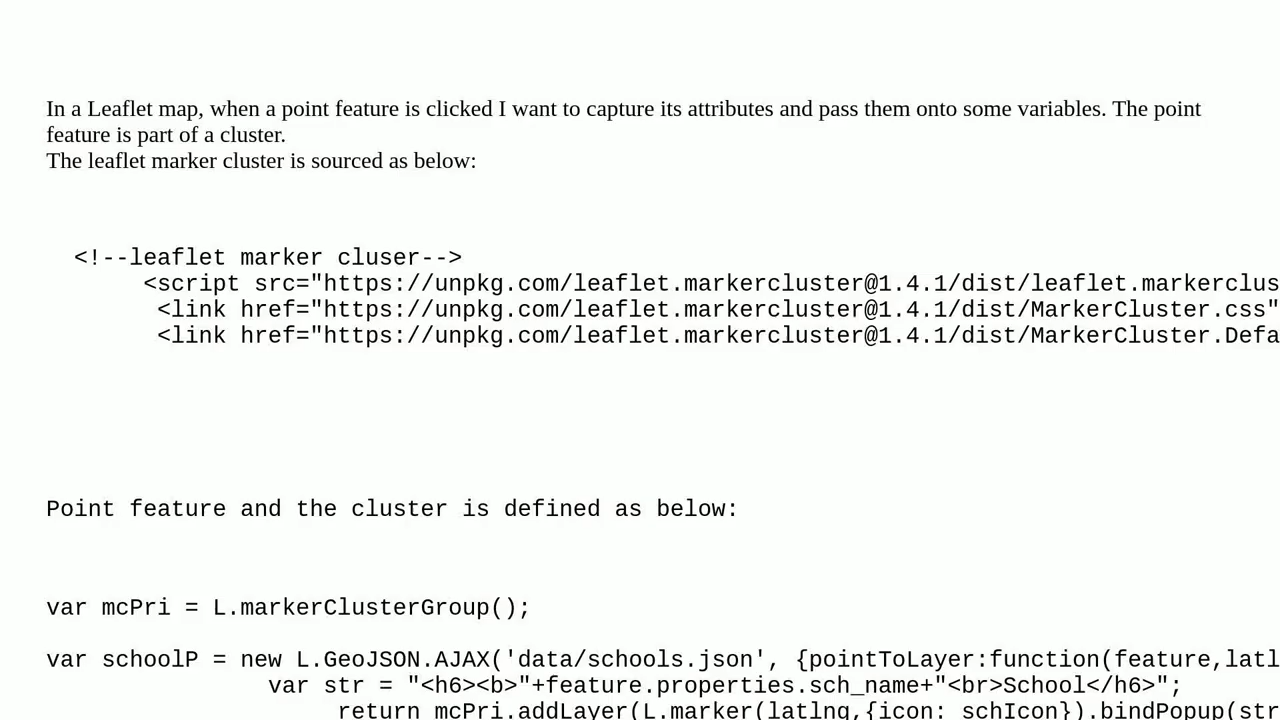 In a Leaflet map, when a point feature is clicked I want to capture its attributes and pass them onto some variables. The point
feature is part of a cluster.
The leaflet marker cluster is sourced as below:
<!--leaflet marker cluser-->
<script src="https://unpkg.com/leaflet.markercluster@1.4.1/dist/leaflet.markerclus
<link href="https://unpkg.com/leaflet.markercluster@1.4.1/dist/MarkerCluster.css"
<link href="https://unpkg.com/leaflet.markercluster@1.4.1/dist/MarkerCluster.Defa
Point feature and the cluster is defined as below:
var mcPri = L.markerClusterGroup();
var schoolP = new L.GeoJSON.AJAX('data/schools.json', {pointToLayer:function(feature,latl
var str = "<h6><b>"+feature.properties.sch_name+"<br>School</h6>";
return mcPri.addLayer(L.marker(latlng,{icon: schIcon}).bindPopup(str